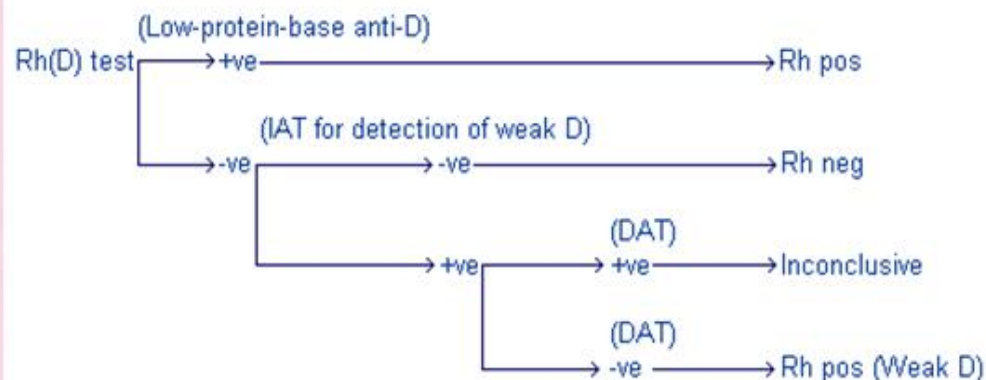 (Low-protein-base anti-D)
Rh(D) test +ve Rh pos
(IAT for detection of weak D)
-ve -ve Rh neg
(DAT)
+ve +ve Inconclusive
(DAT)
-ve Rh pos (Weak D)